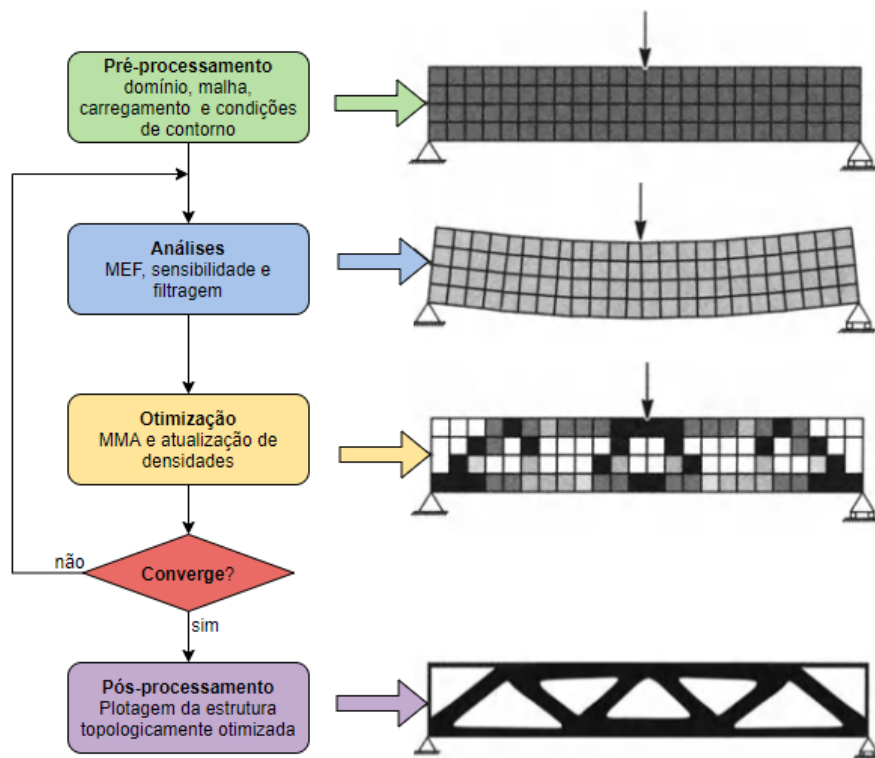 Pré-processamento
domínio, malha,
carregamento e condições
de contorno
Análises
MEF, sensibilidade e
filtragem
Otimização
MMA e atualização de
densidades
não
Converge?
sim
Pós-processamento
Plotagem da estrutura
topologicamente otimizada